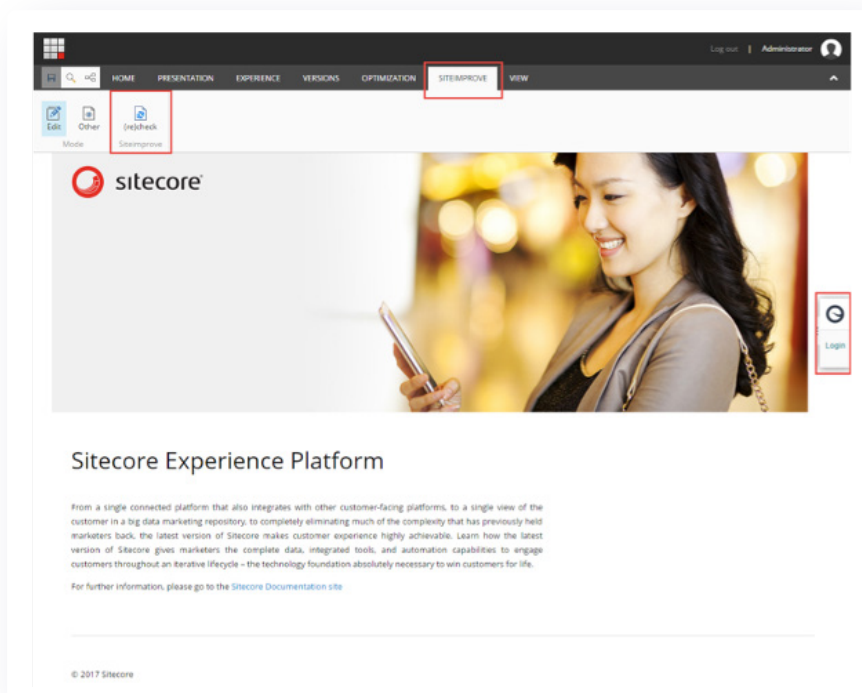 Log out | Administrator
HOME PRESENTATION EXPERIENCE VERSIONS OPTIMIZATION SITEIMPROVE VIEW
Edit Other (re)check
Mode Siteimprove
sitecore
Login
Sitecore Experience Platform
From a single connected platform that also integrates with other customer-facing platforms, to a single view of the
customer in a big data marketing repository, to completely eliminating much of the complexity that has previously held
marketers back, the latest version of Sitecore makes customer experience highly achievable. Learn how the latest
version of Sitecore gives marketers the complete data, integrated tools, and automation capabilities to engage
customers throughout an iterative lifecycle – the technology foundation absolutely necessary to win customers for life.
For further information, please go to the Sitecore Documentation site
© 2017 Sitecore